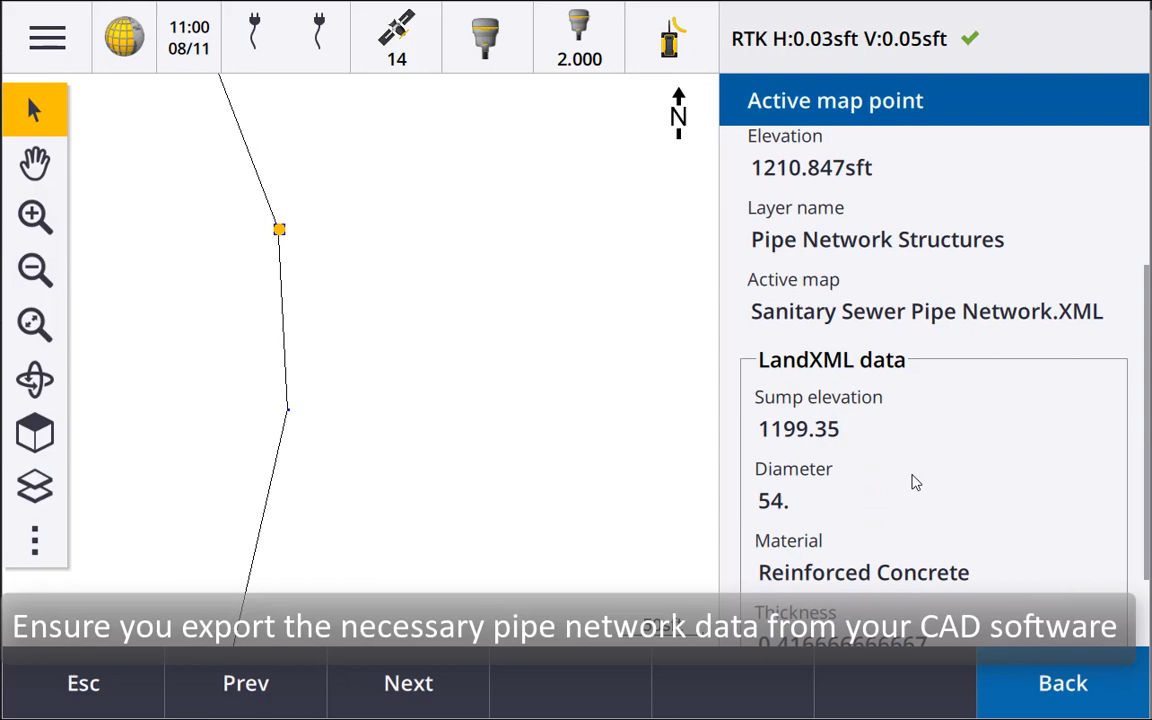 11:00
08/11
14
2.000
RTK H:0.03sft V:0.05sft
Active map point
N
Elevation
1210.847sft
Layer name
Pipe Network Structures
Active map
Sanitary Sewer Pipe Network.XML
LandXML data
Sump elevation
1199.35
Diameter
54.
Material
Reinforced Concrete
Thickness
0.416666666667
Ensure you export the necessary pipe network data from your CAD software
Esc
Prev
Next
Back